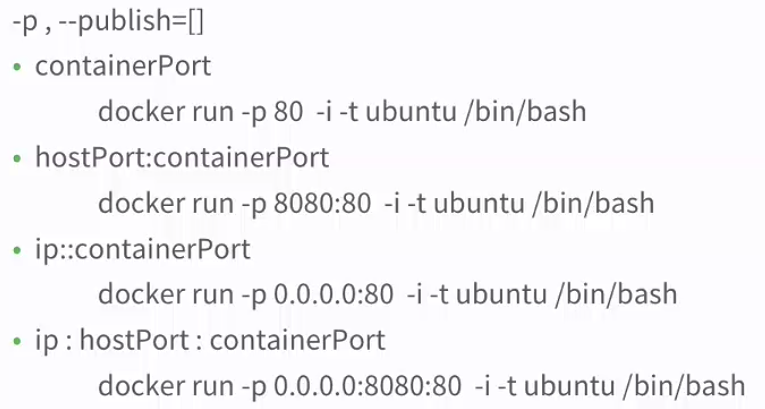 -p , --publish=[]
• containerPort
docker run -p 80 -i -t ubuntu /bin/bash
• hostPort:containerPort
docker run -p 8080:80 -i -t ubuntu /bin/bash
• ip::containerPort
docker run -p 0.0.0.0:80 -i -t ubuntu /bin/bash
• ip : hostPort : containerPort
docker run -p 0.0.0.0:8080:80 -i -t ubuntu /bin/bash